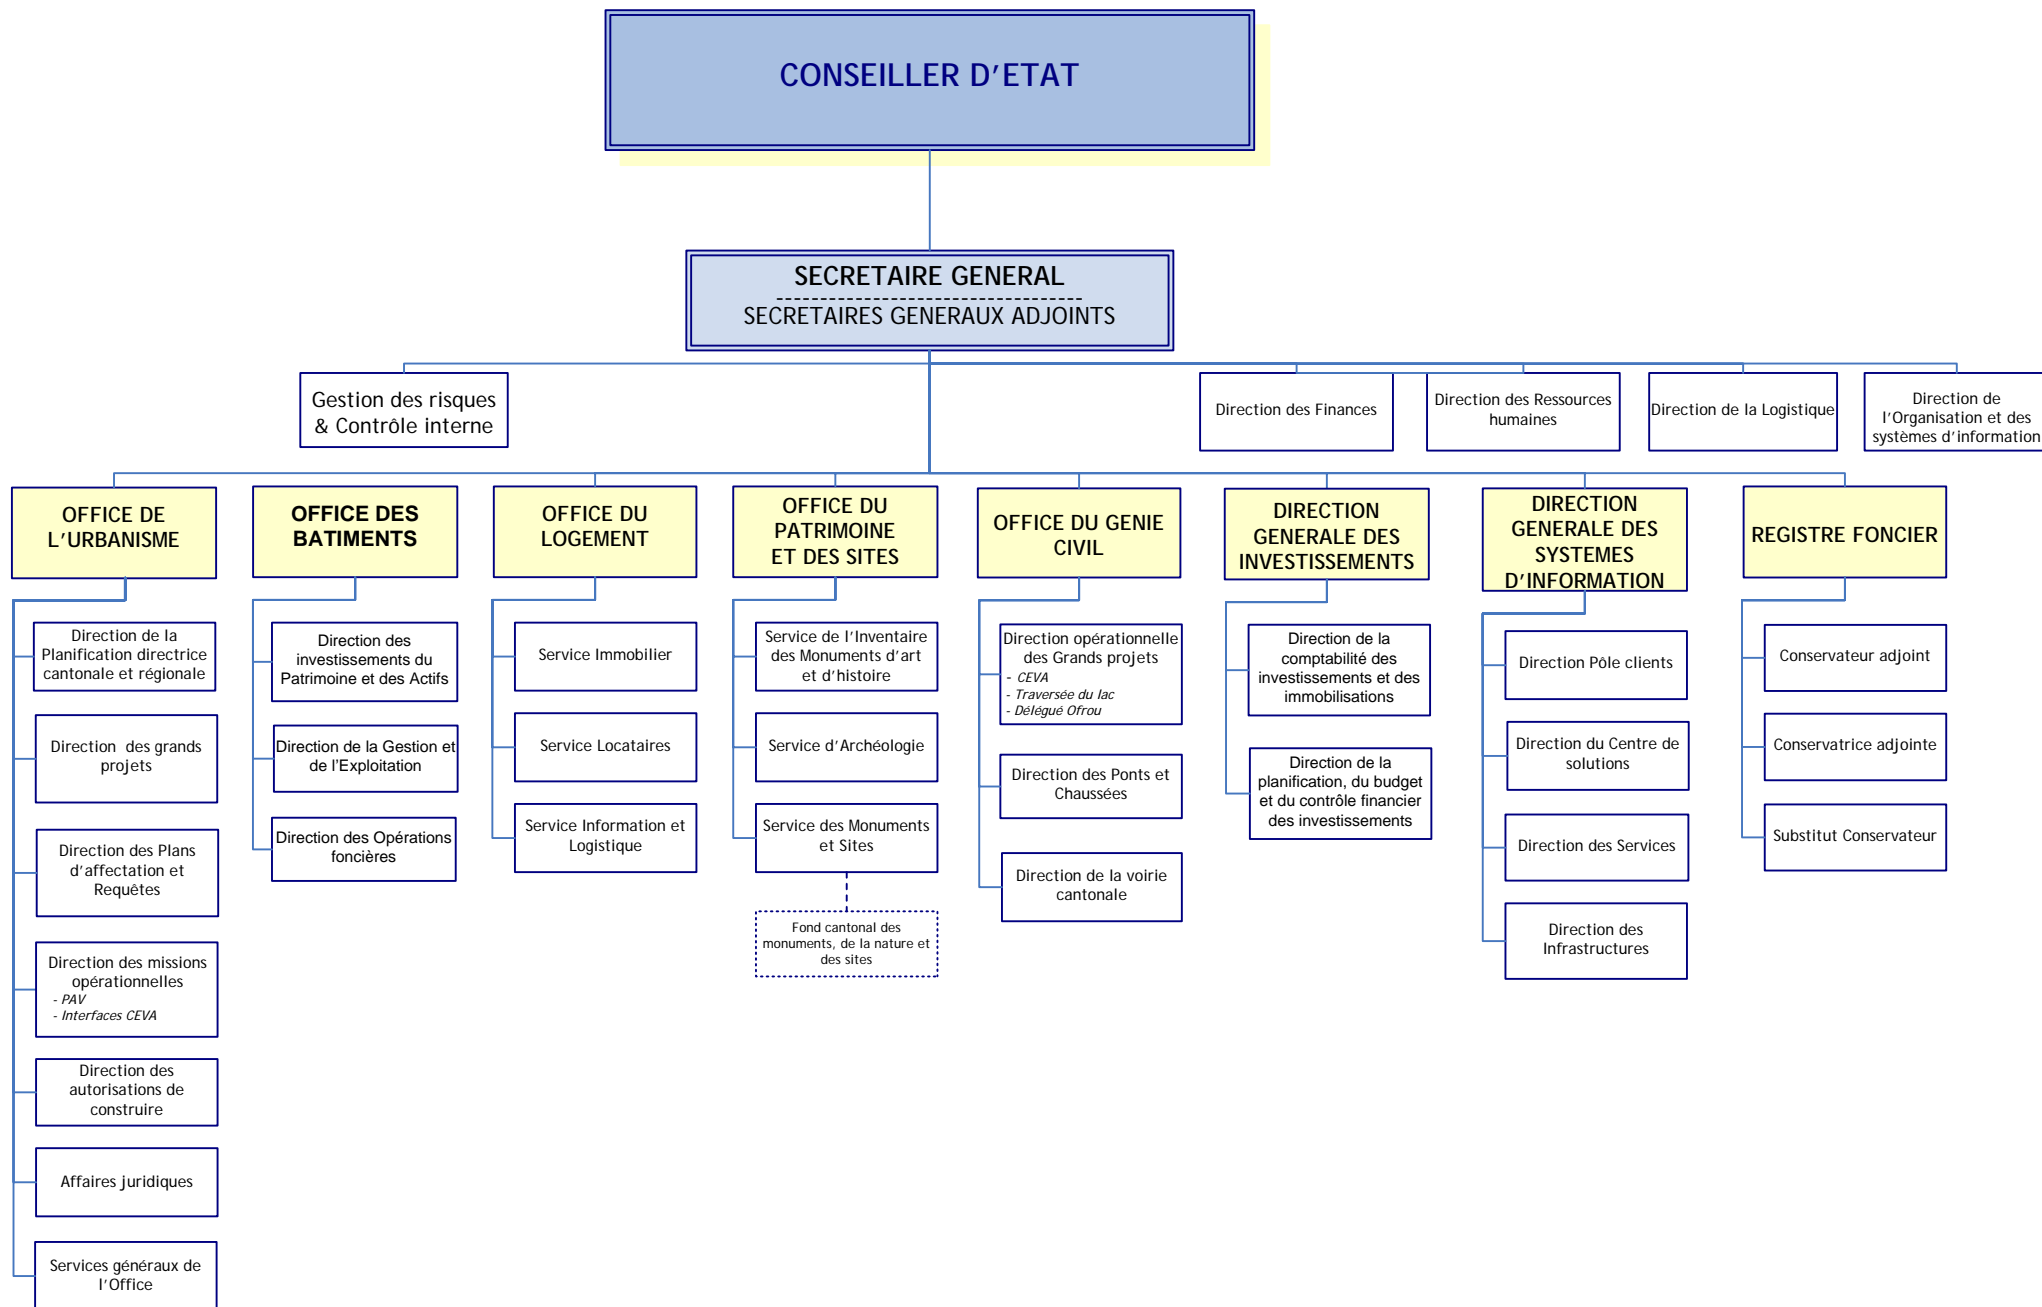 CONSEILLER D'ETAT
SECRETAIRE GENERAL
SECRETAIRES GENERAUX ADJOINTS
Gestion des risques
& Contrôle interne
Direction des Finances
Direction des Ressources
humaines
Direction de la Logistique
Direction de
l'Organisation et des
systèmes d'information
OFFICE DE
L'URBANISME
OFFICE DES
BATIMENTS
OFFICE DU
LOGEMENT
OFFICE DU
PATRIMOINE
ET DES SITES
OFFICE DU GENIE
CIVIL
DIRECTION
GENERALE DES
INVESTISSEMENTS
DIRECTION
GENERALE DES
SYSTEMES
D'INFORMATION
REGISTRE FONCIER
Direction de la
Planification directrice
cantonale et régionale
Direction des grands
projets
Direction des Plans
d'affectation et
Requêtes
Direction des missions
opérationnelles
- PAV
- Interfaces CEVA
Direction des
autorisations de
construire
Affaires juridiques
Services généraux de
l'Office
Direction des
investissements du
Patrimoine et des Actifs
Direction de la Gestion et
de l'Exploitation
Direction des Opérations
foncières
Service Immobilier
Service Locataires
Service Information et
Logistique
Service de l'Inventaire
des Monuments d'art
et d'histoire
Service d'Archéologie
Service des Monuments
et Sites
Fond cantonal des
monuments, de la nature et
des sites
Direction opérationnelle
des Grands projets
- CEVA
- Traversée du lac
- Délégué Ofrou
Direction des Ponts et
Chaussées
Direction de la voirie
cantonale
Direction de la
comptabilité des
investissements et des
immobilisations
Direction de la
planification, du budget
et du contrôle financier
des investissements
Direction Pôle clients
Direction du Centre de
solutions
Direction des Services
Direction des
Infrastructures
Conservateur adjoint
Conservatrice adjointe
Substitut Conservateur